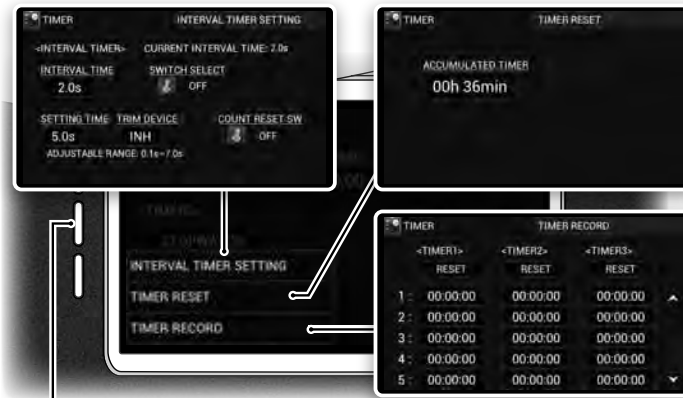 TIMER INTERVAL TIMER SETTING
<INTERVAL TIMER> CURRENT INTERVAL TIME: 2.0s
INTERVAL TIME SWITCH SELECT
2.0s OFF
SETTING TIME TRIM DEVICE COUNT RESET SW
5.0s INH OFF
ADJUSTABLE RANGE: 0.1s~7.0s
TIMER TIMER RESET
ACCUMULATED TIMER
00h 36min
INTERVAL TIMER SETTING
TIMER RESET
TIMER RECORD
TIMER TIMER RECORD
<TIMER1> <TIMER2> <TIMER3>
RESET RESET RESET
1 : 00:00:00 00:00:00 00:00:00
2 : 00:00:00 00:00:00 00:00:00
3 : 00:00:00 00:00:00 00:00:00
4 : 00:00:00 00:00:00 00:00:00
5 : 00:00:00 00:00:00 00:00:00